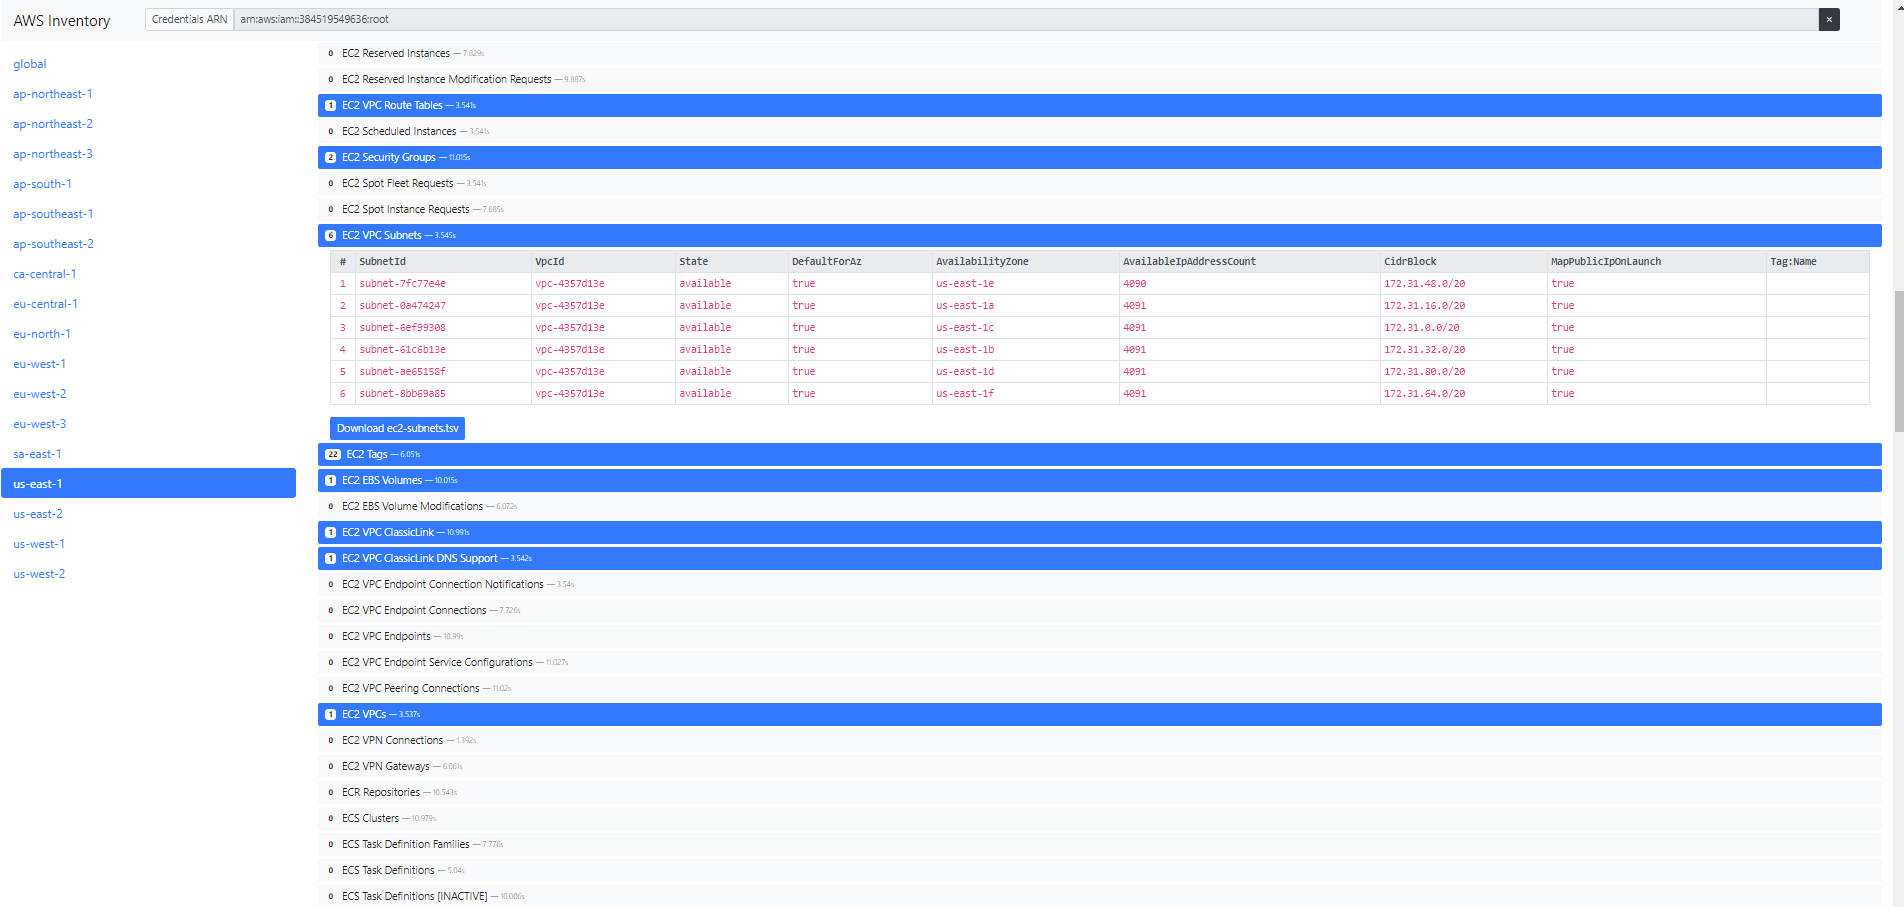 AWS Inventory
Credentials ARN arn:aws:iam::384519549636:root ×
global
ap-northeast-1
ap-northeast-2
ap-northeast-3
ap-south-1
ap-southeast-1
ap-southeast-2
ca-central-1
eu-central-1
eu-north-1
eu-west-1
eu-west-2
eu-west-3
sa-east-1
us-east-1
us-east-2
us-west-1
us-west-2
0 EC2 Reserved Instances — 7.829s
0 EC2 Reserved Instance Modification Requests — 9.887s
1 EC2 VPC Route Tables — 3.541s
0 EC2 Scheduled Instances — 3.541s
2 EC2 Security Groups — 11.015s
0 EC2 Spot Fleet Requests — 3.541s
0 EC2 Spot Instance Requests — 7.685s
6 EC2 VPC Subnets — 3.545s
# SubnetId VpcId State DefaultForAz AvailabilityZone AvailableIpAddressCount CidrBlock MapPublicIpOnLaunch Tag:Name
1 subnet-7fc77e4e vpc-4357d13e available true us-east-1e 4090 172.31.48.0/20 true
2 subnet-0a474247 vpc-4357d13e available true us-east-1a 4091 172.31.16.0/20 true
3 subnet-6ef99308 vpc-4357d13e available true us-east-1c 4091 172.31.0.0/20 true
4 subnet-61c6b13e vpc-4357d13e available true us-east-1b 4091 172.31.32.0/20 true
5 subnet-ae65158f vpc-4357d13e available true us-east-1d 4091 172.31.80.0/20 true
6 subnet-8bb69a85 vpc-4357d13e available true us-east-1f 4091 172.31.64.0/20 true
Download ec2-subnets.tsv
22 EC2 Tags — 6.051s
1 EC2 EBS Volumes — 10.015s
0 EC2 EBS Volume Modifications — 6.072s
1 EC2 VPC ClassicLink — 10.991s
1 EC2 VPC ClassicLink DNS Support — 3.542s
0 EC2 VPC Endpoint Connection Notifications — 3.54s
0 EC2 VPC Endpoint Connections — 7.726s
0 EC2 VPC Endpoints — 10.99s
0 EC2 VPC Endpoint Service Configurations — 11.027s
0 EC2 VPC Peering Connections — 11.02s
1 EC2 VPCs — 3.537s
0 EC2 VPN Connections — 1.392s
0 EC2 VPN Gateways — 6.061s
0 ECR Repositories — 10.543s
0 ECS Clusters — 10.979s
0 ECS Task Definition Families — 7.776s
0 ECS Task Definitions — 5.04s
0 ECS Task Definitions [INACTIVE] — 10.006s